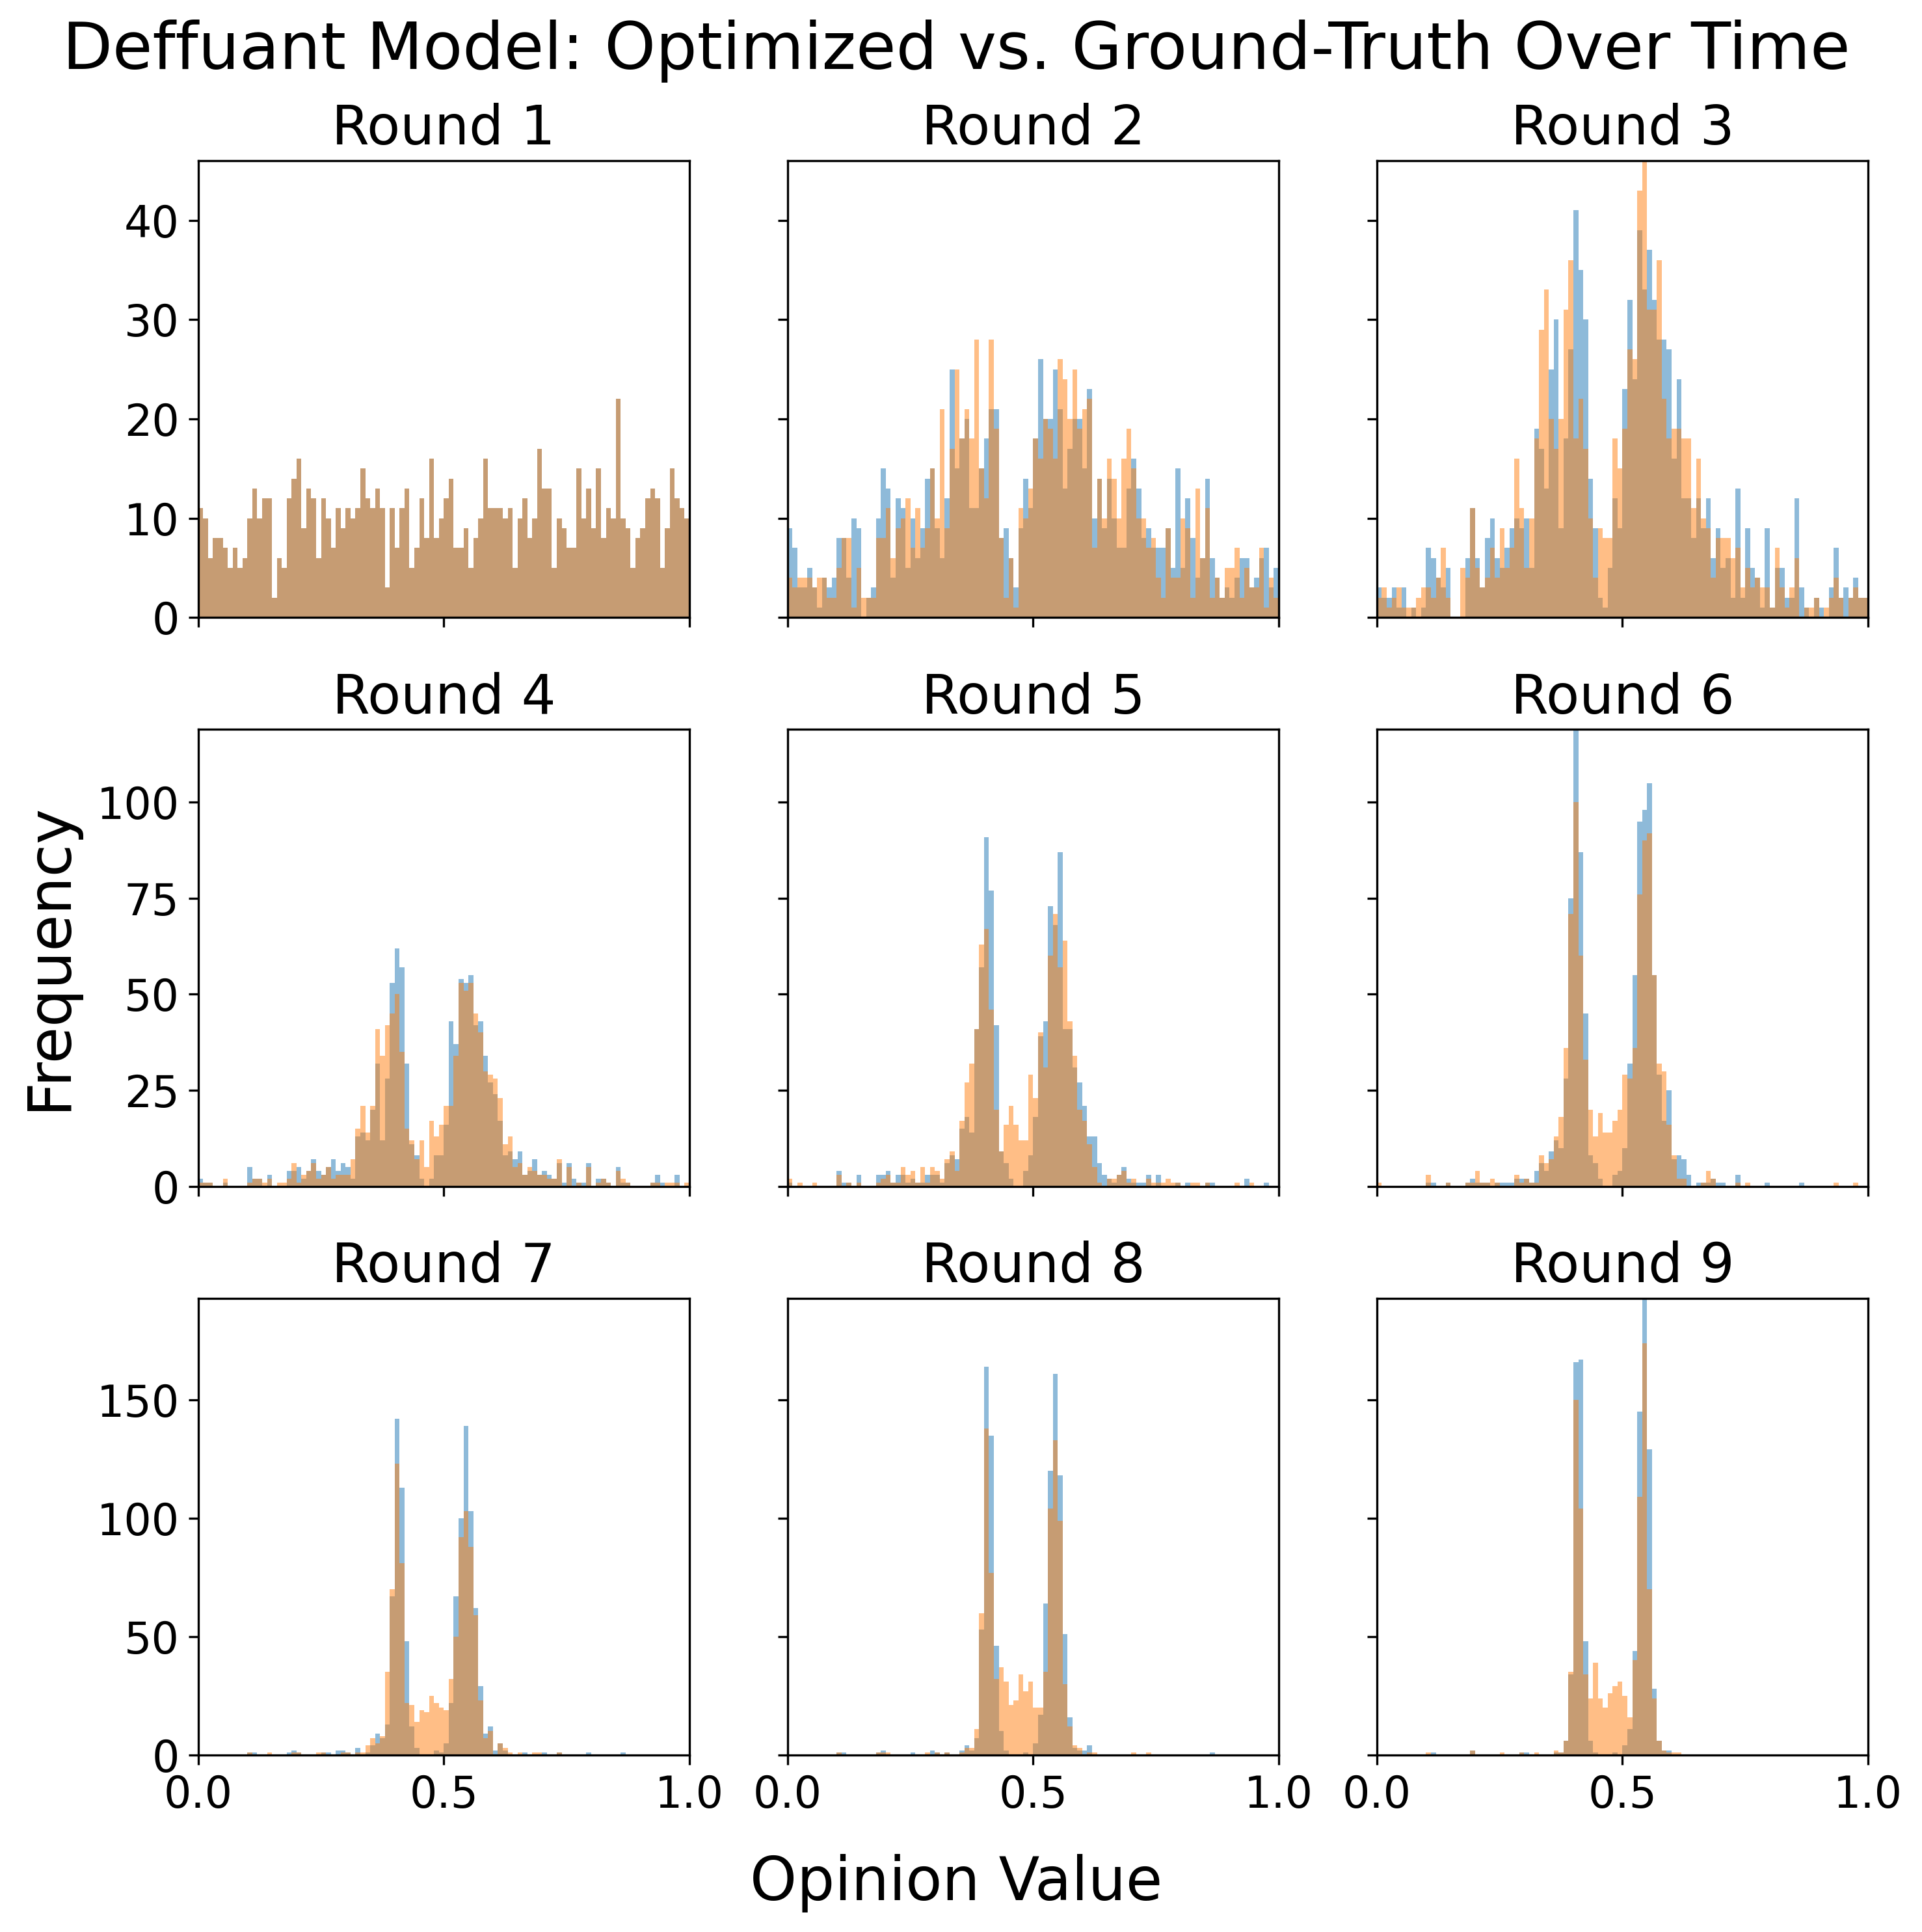 Deffuant Model: Optimized vs. Ground-Truth Over Time
Round 1
Round 2
Round 3
40
30
20
10
0
Round 4
Round 5
Round 6
Frequency
100
75
50
25
0
Round 7
Round 8
Round 9
150
100
50
0
0.0 0.5 1.0 0.0 0.5 1.0 0.0 0.5 1.0
Opinion Value